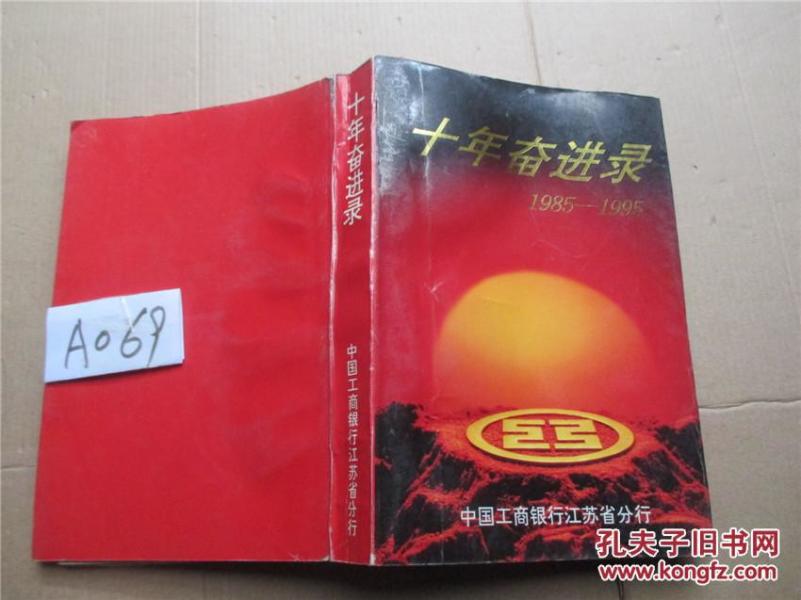 十年奋进录
1985—1995
中国工商银行江苏省分行
十年奋进录
中国工商银行江苏省分行
A069
孔夫子旧书网
www.kongfz.com